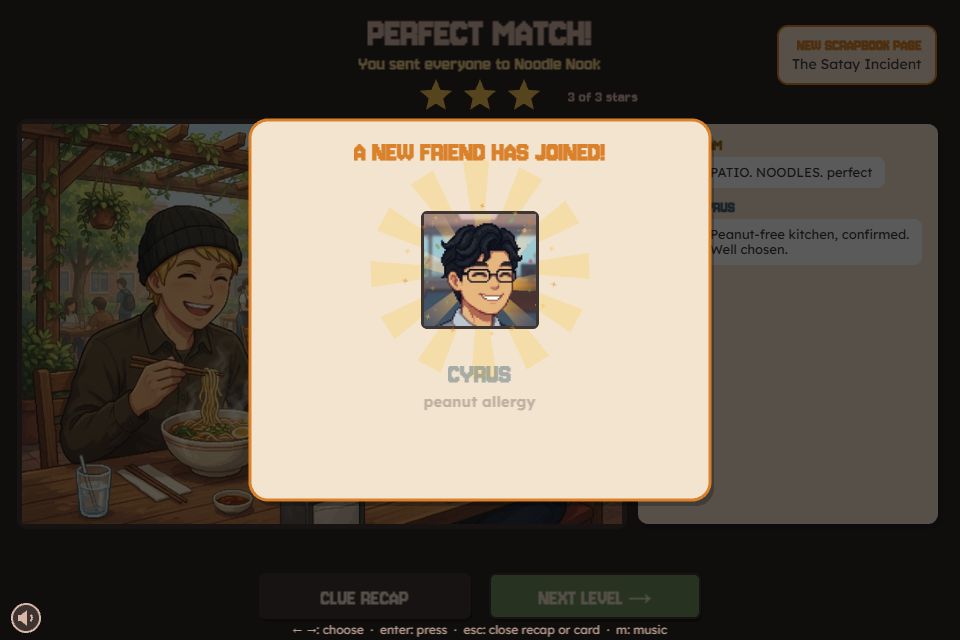 PERFECT MATCH!
You sent everyone to Noodle Nook
3 of 3 stars
NEW SCRAPBOOK PAGE
The Satay Incident
A NEW FRIEND HAS JOINED!
CYRUS
peanut allergy
M
PATIO. NOODLES. perfect
RUS
Peanut-free kitchen, confirmed.
Well chosen.
CLUE RECAP
NEXT LEVEL →
← →: choose · enter: press · esc: close recap or card · m: music